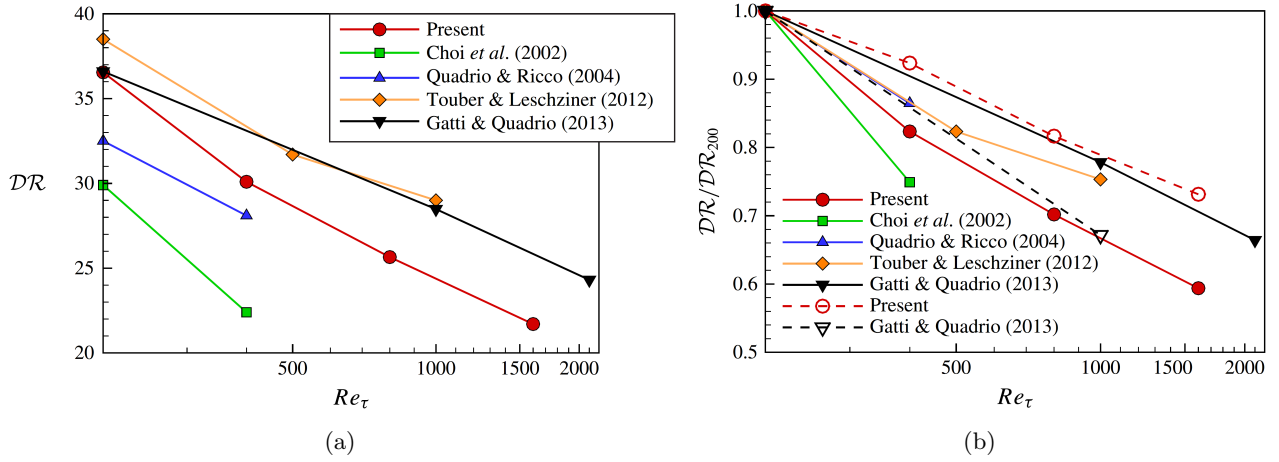 40
35
30
25
20
DR
500
1000
1500
2000
Re_τ
Present
Choi et al. (2002)
Quadrio & Ricco (2004)
Touber & Leschziner (2012)
Gatti & Quadrio (2013)
(a)
1.0
0.9
0.8
0.7
0.6
0.5
DR/DR_200
500
1000
1500
2000
Re_τ
Present
Choi et al. (2002)
Quadrio & Ricco (2004)
Touber & Leschziner (2012)
Gatti & Quadrio (2013)
Present
Gatti & Quadrio (2013)
(b)